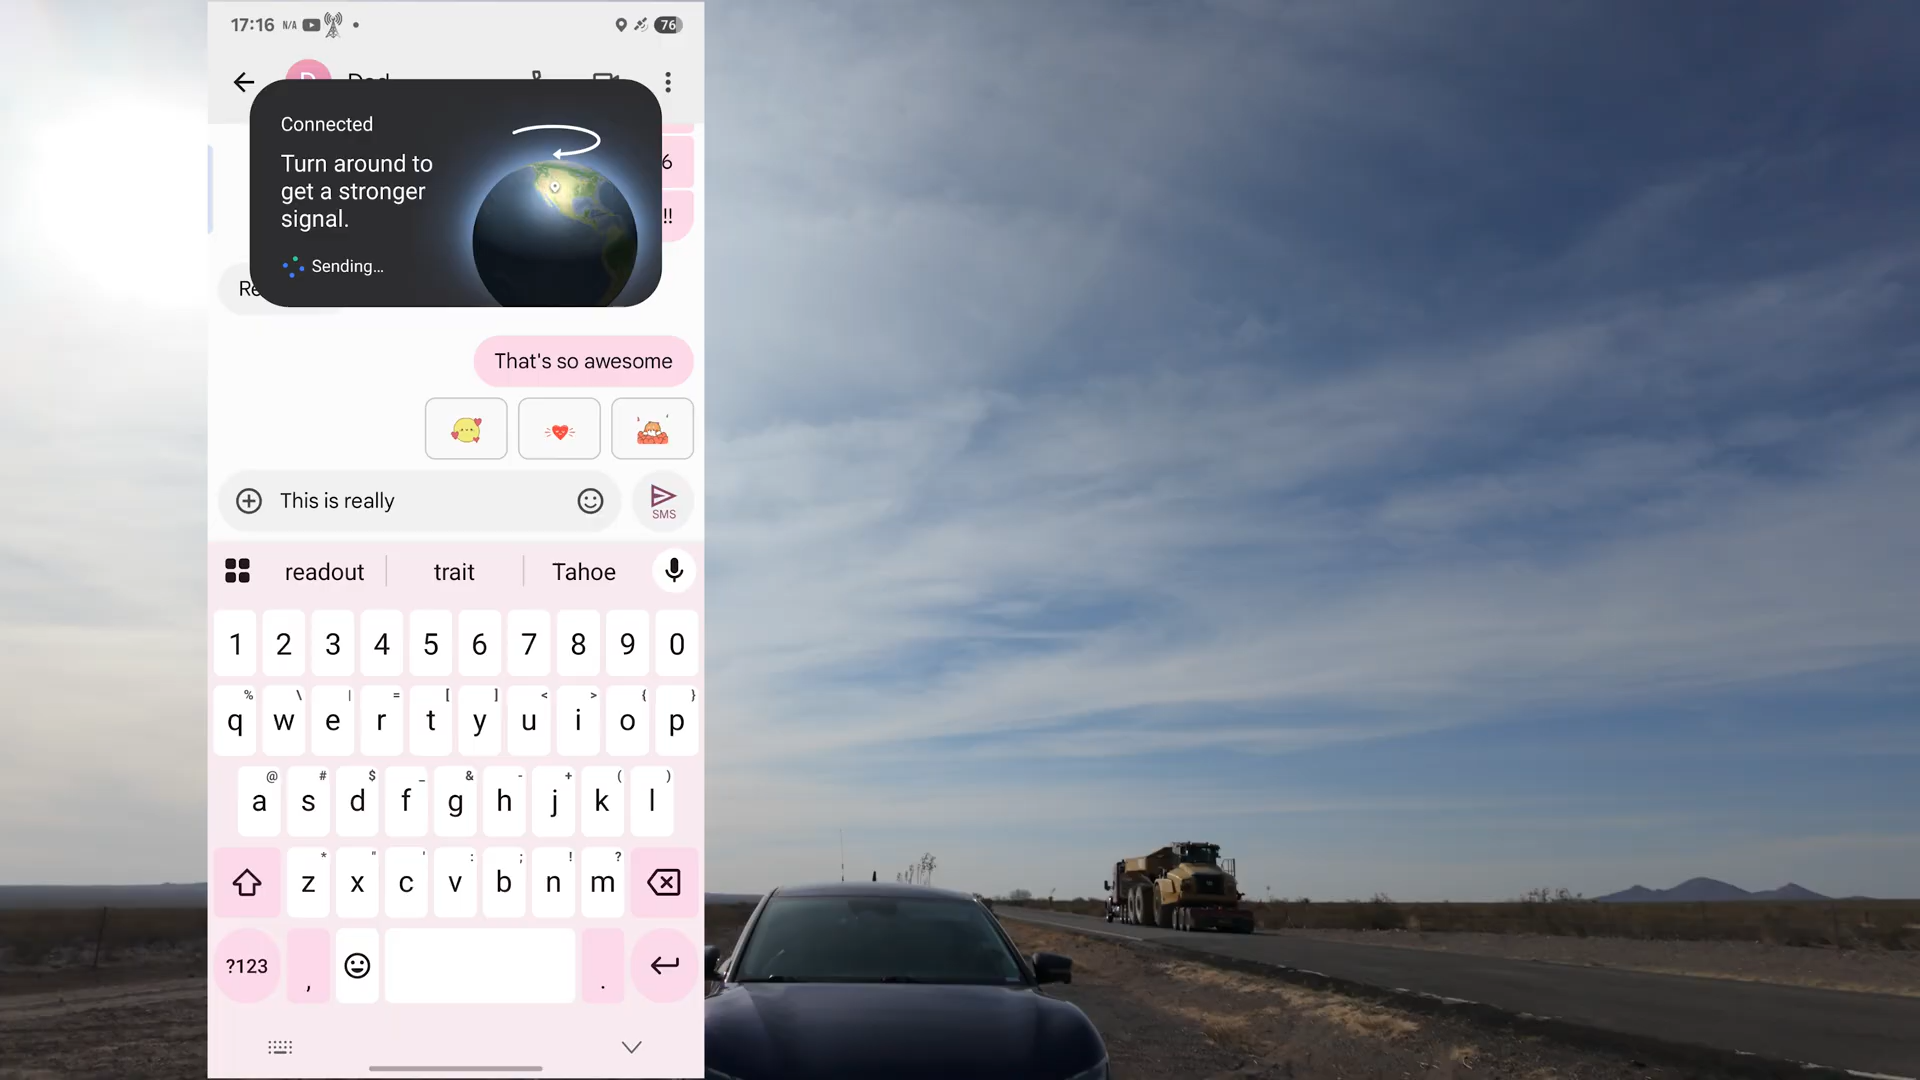 17:16 N/A 76
Connected
Turn around to
get a stronger
signal.
Sending...
6
!!
That's so awesome
This is really
SMS
readout trait Tahoe
1 2 3 4 5 6 7 8 9 0
% \ | = [ ] < > { }
q w e r t y u i o p
@ # $ _ & - + ( )
a s d f g h j k l
* " ' : ; ! ?
z x c v b n m
?123 , .